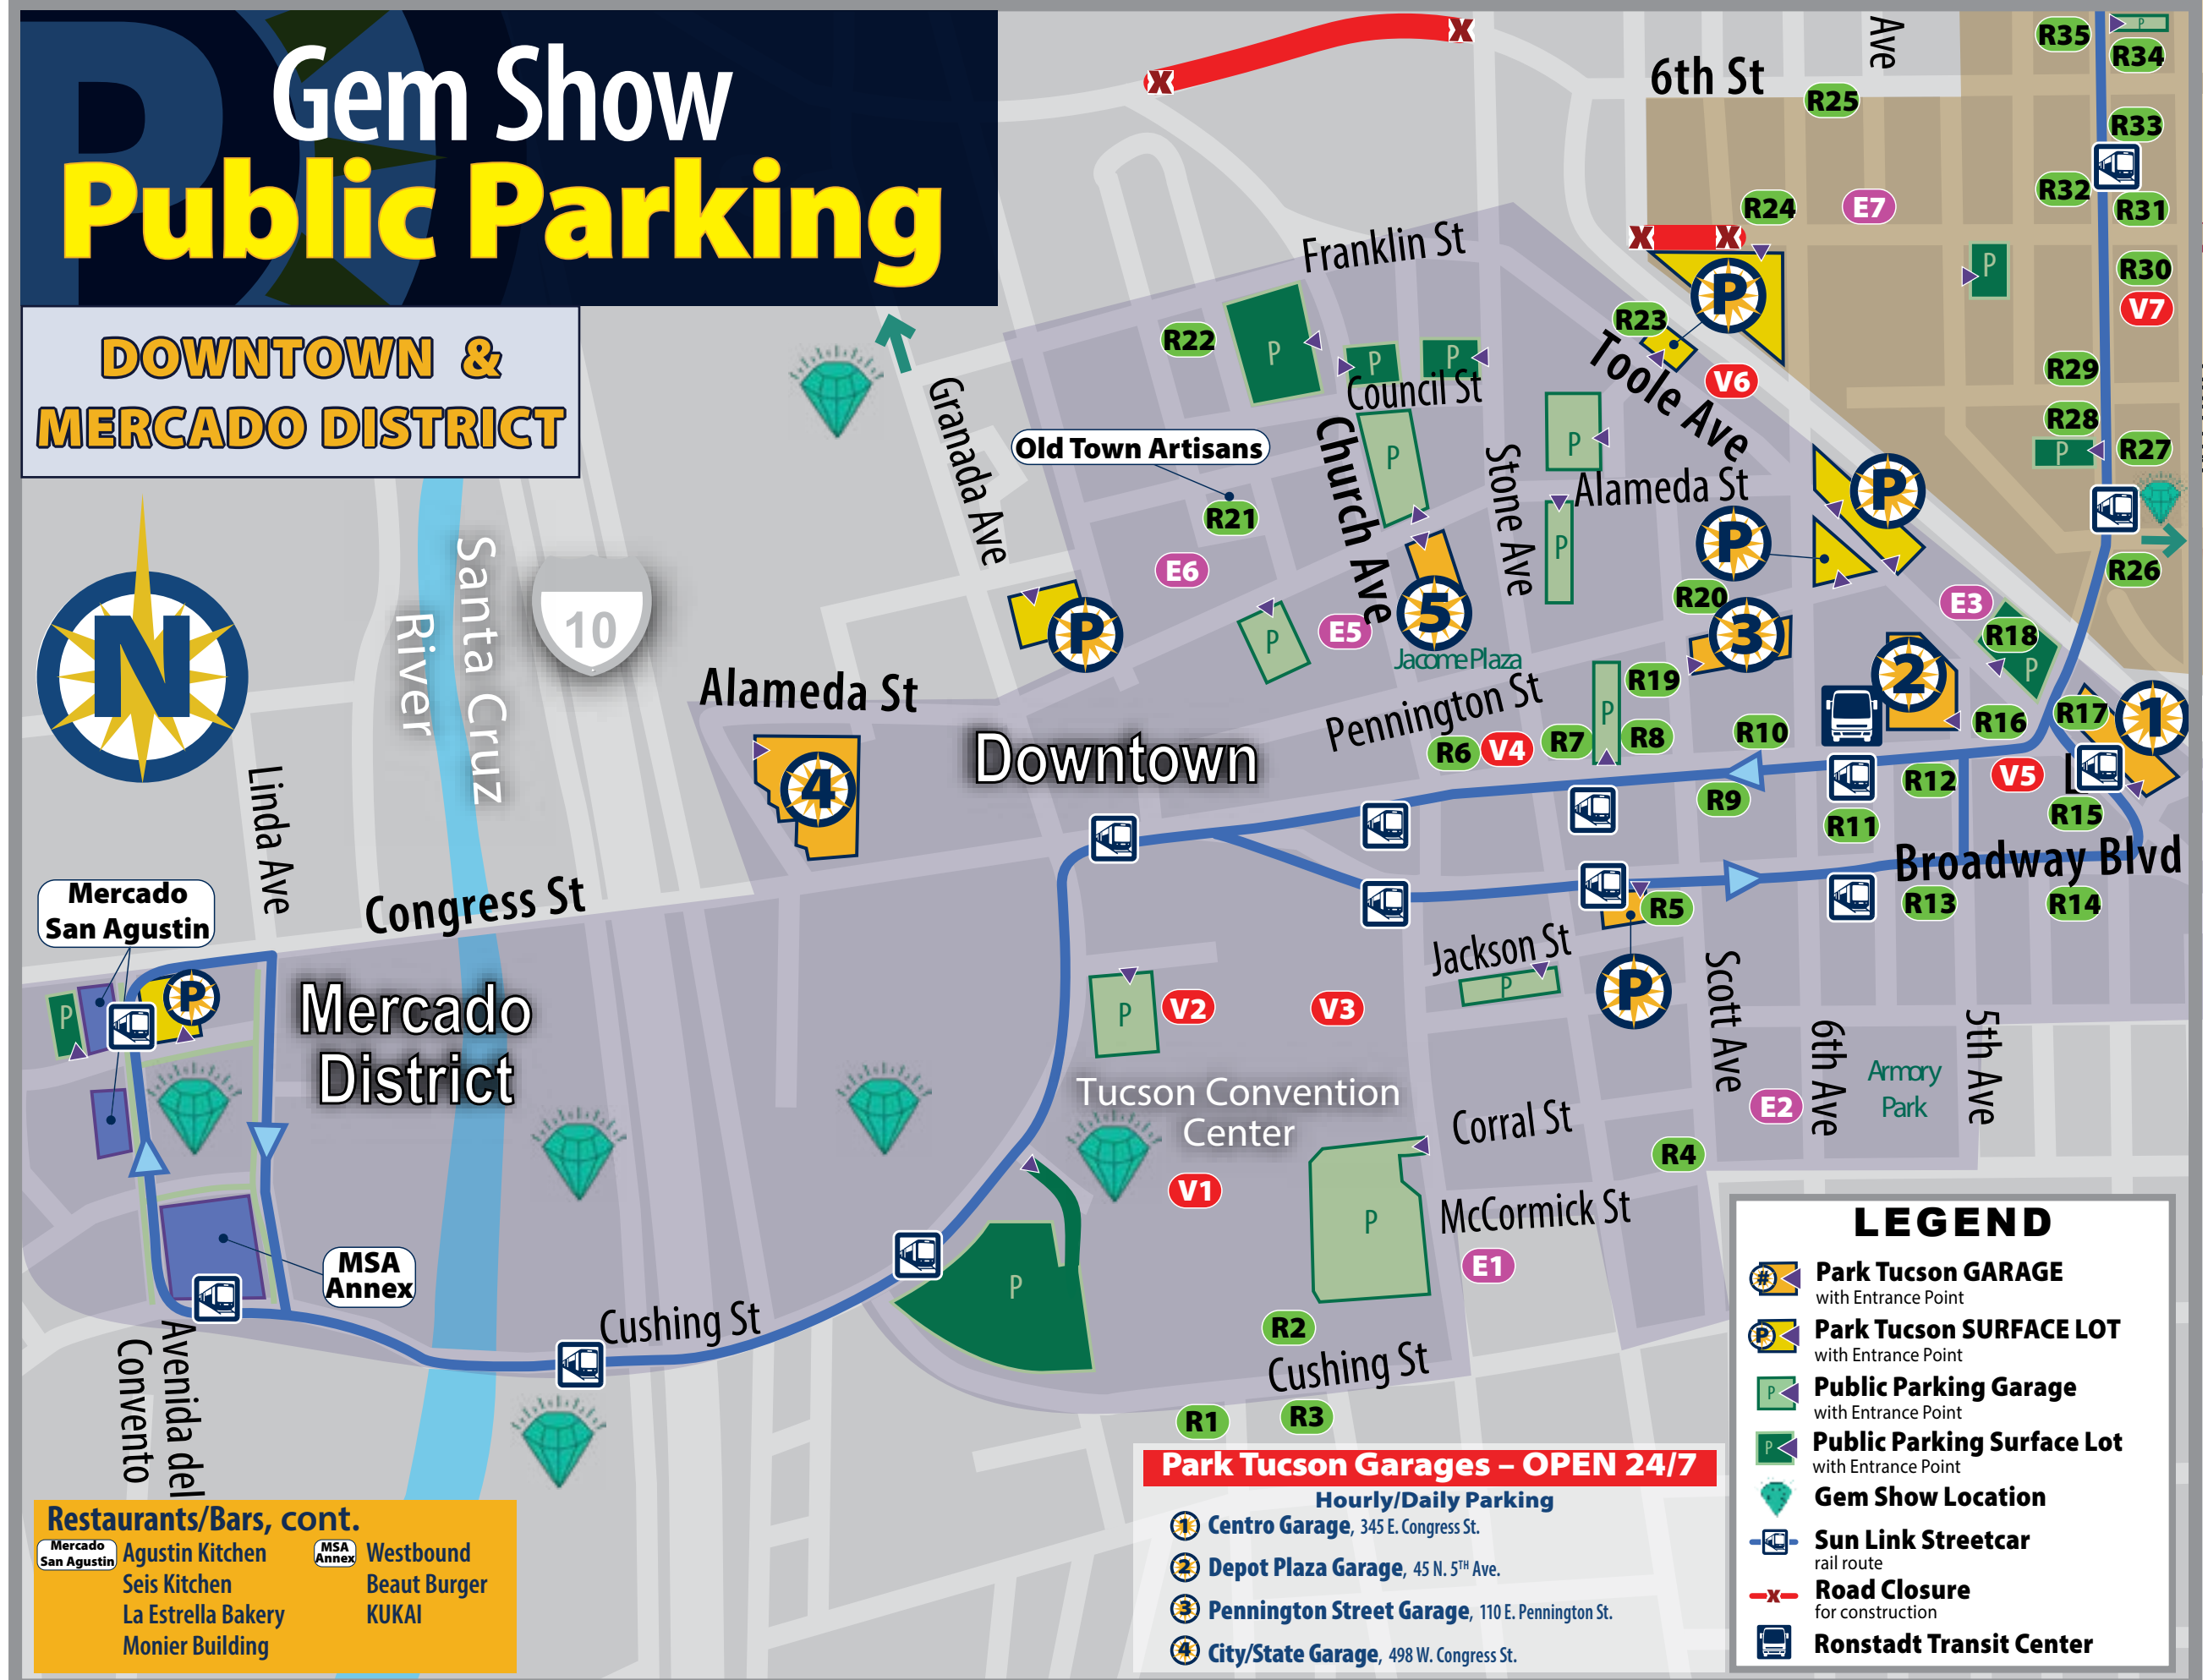 Gem Show
Public Parking
DOWNTOWN &
MERCADO DISTRICT
6th St
Ave
R35
P
R34
R25
R33
R32
R31
R24
E7
R30
V7
P
P
Franklin St
R23
R22
P
P
P
Council St
Toole Ave
V6
R29
R28
P
R27
Granada Ave
Old Town Artisans
R21
Church Ave
P
Stone Ave
P
Alameda St
P
P
P
R26
N
Santa Cruz
River
10
E6
P
P
E5
5
Jacome Plaza
R20
3
E3
R18
P
2
Alameda St
4
Downtown
Pennington St
R19
P
R6
V4
R7
R8
R10
R16
R17
1
R9
R11
R12
V5
L
R15
Broadway Blvd
R13
R14
R5
P
Linda Ave
Congress St
Mercado
San Agustin
P
P
Mercado
District
P
V2
V3
Jackson St
P
Scott Ave
6th Ave
5th Ave
Armory
Park
Tucson Convention
Center
V1
Corral St
E2
R4
P
McCormick St
E1
P
MSA
Annex
Cushing St
R2
Cushing St
R1
R3
Avenida del
Convento
LEGEND
# Park Tucson GARAGE
with Entrance Point
P Park Tucson SURFACE LOT
with Entrance Point
P Public Parking Garage
with Entrance Point
P Public Parking Surface Lot
with Entrance Point
Gem Show Location
Sun Link Streetcar
rail route
X Road Closure
for construction
Ronstadt Transit Center
Park Tucson Garages – OPEN 24/7
Hourly/Daily Parking
1 Centro Garage, 345 E. Congress St.
2 Depot Plaza Garage, 45 N. 5TH Ave.
3 Pennington Street Garage, 110 E. Pennington St.
4 City/State Garage, 498 W. Congress St.
Restaurants/Bars, cont.
Mercado
San Agustin
Agustin Kitchen
Seis Kitchen
La Estrella Bakery
Monier Building
MSA
Annex
Westbound
Beaut Burger
KUKAI